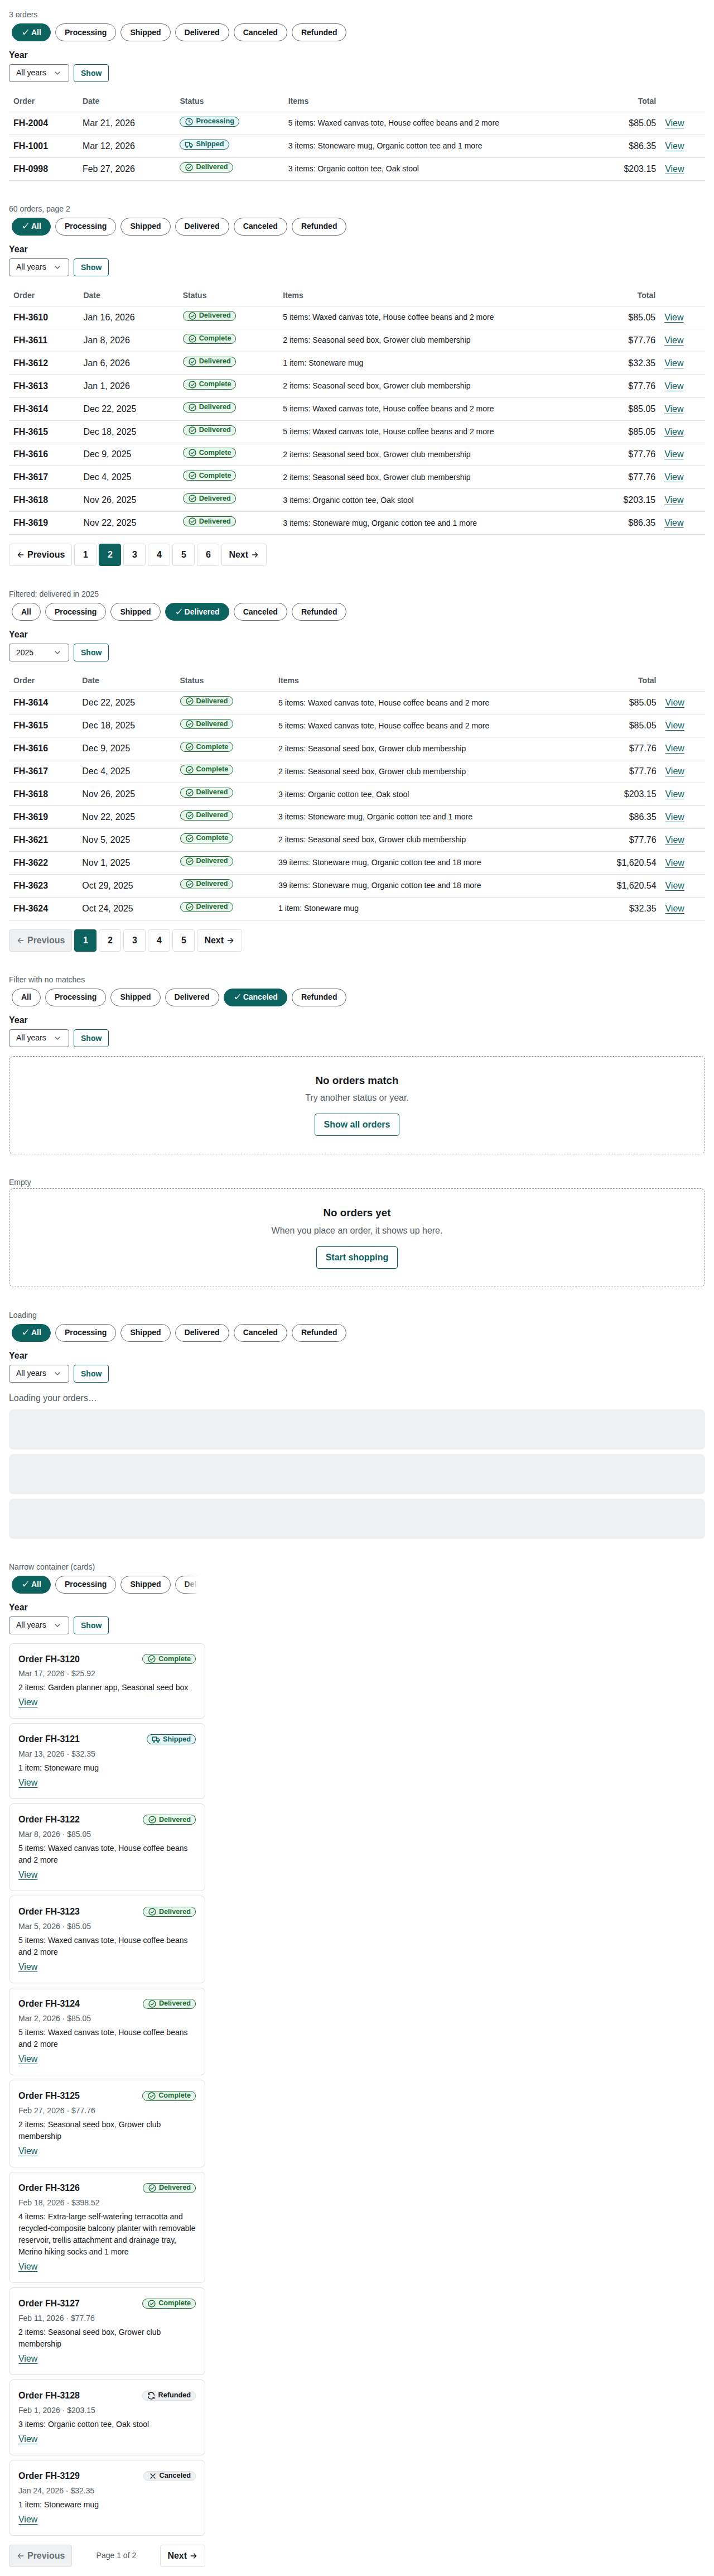 3 orders
All Processing Shipped Delivered Canceled Refunded
Year
All years Show
Order Date Status Items Total
FH-2004 Mar 21, 2026 Processing 5 items: Waxed canvas tote, House coffee beans and 2 more $85.05 View
FH-1001 Mar 12, 2026 Shipped 3 items: Stoneware mug, Organic cotton tee and 1 more $86.35 View
FH-0998 Feb 27, 2026 Delivered 3 items: Organic cotton tee, Oak stool $203.15 View
60 orders, page 2
All Processing Shipped Delivered Canceled Refunded
Year
All years Show
Order Date Status Items Total
FH-3610 Jan 16, 2026 Delivered 5 items: Waxed canvas tote, House coffee beans and 2 more $85.05 View
FH-3611 Jan 8, 2026 Complete 2 items: Seasonal seed box, Grower club membership $77.76 View
FH-3612 Jan 6, 2026 Delivered 1 item: Stoneware mug $32.35 View
FH-3613 Jan 1, 2026 Complete 2 items: Seasonal seed box, Grower club membership $77.76 View
FH-3614 Dec 22, 2025 Delivered 5 items: Waxed canvas tote, House coffee beans and 2 more $85.05 View
FH-3615 Dec 18, 2025 Delivered 5 items: Waxed canvas tote, House coffee beans and 2 more $85.05 View
FH-3616 Dec 9, 2025 Complete 2 items: Seasonal seed box, Grower club membership $77.76 View
FH-3617 Dec 4, 2025 Complete 2 items: Seasonal seed box, Grower club membership $77.76 View
FH-3618 Nov 26, 2025 Delivered 3 items: Organic cotton tee, Oak stool $203.15 View
FH-3619 Nov 22, 2025 Delivered 3 items: Stoneware mug, Organic cotton tee and 1 more $86.35 View
← Previous 1 2 3 4 5 6 Next →
Filtered: delivered in 2025
All Processing Shipped Delivered Canceled Refunded
Year
2025 Show
Order Date Status Items Total
FH-3614 Dec 22, 2025 Delivered 5 items: Waxed canvas tote, House coffee beans and 2 more $85.05 View
FH-3615 Dec 18, 2025 Delivered 5 items: Waxed canvas tote, House coffee beans and 2 more $85.05 View
FH-3616 Dec 9, 2025 Complete 2 items: Seasonal seed box, Grower club membership $77.76 View
FH-3617 Dec 4, 2025 Complete 2 items: Seasonal seed box, Grower club membership $77.76 View
FH-3618 Nov 26, 2025 Delivered 3 items: Organic cotton tee, Oak stool $203.15 View
FH-3619 Nov 22, 2025 Delivered 3 items: Stoneware mug, Organic cotton tee and 1 more $86.35 View
FH-3621 Nov 5, 2025 Complete 2 items: Seasonal seed box, Grower club membership $77.76 View
FH-3622 Nov 1, 2025 Delivered 39 items: Stoneware mug, Organic cotton tee and 18 more $1,620.54 View
FH-3623 Oct 29, 2025 Delivered 39 items: Stoneware mug, Organic cotton tee and 18 more $1,620.54 View
FH-3624 Oct 24, 2025 Delivered 1 item: Stoneware mug $32.35 View
← Previous 1 2 3 4 5 Next →
Filter with no matches
All Processing Shipped Delivered Canceled Refunded
Year
All years Show
No orders match
Try another status or year.
Show all orders
Empty
No orders yet
When you place an order, it shows up here.
Start shopping
Loading
All Processing Shipped Delivered Canceled Refunded
Year
All years Show
Loading your orders…
Narrow container (cards)
All Processing Shipped Del
Year
All years Show
Order FH-3120 Complete
Mar 17, 2026 · $25.92
2 items: Garden planner app, Seasonal seed box
View
Order FH-3121 Shipped
Mar 13, 2026 · $32.35
1 item: Stoneware mug
View
Order FH-3122 Delivered
Mar 8, 2026 · $85.05
5 items: Waxed canvas tote, House coffee beans
and 2 more
View
Order FH-3123 Delivered
Mar 5, 2026 · $85.05
5 items: Waxed canvas tote, House coffee beans
and 2 more
View
Order FH-3124 Delivered
Mar 2, 2026 · $85.05
5 items: Waxed canvas tote, House coffee beans
and 2 more
View
Order FH-3125 Complete
Feb 27, 2026 · $77.76
2 items: Seasonal seed box, Grower club
membership
View
Order FH-3126 Delivered
Feb 18, 2026 · $398.52
4 items: Extra-large self-watering terracotta and
recycled-composite balcony planter with removable
reservoir, trellis attachment and drainage tray,
Merino hiking socks and 1 more
View
Order FH-3127 Complete
Feb 11, 2026 · $77.76
2 items: Seasonal seed box, Grower club
membership
View
Order FH-3128 Refunded
Feb 1, 2026 · $203.15
3 items: Organic cotton tee, Oak stool
View
Order FH-3129 Canceled
Jan 24, 2026 · $32.35
1 item: Stoneware mug
View
← Previous Page 1 of 2 Next →